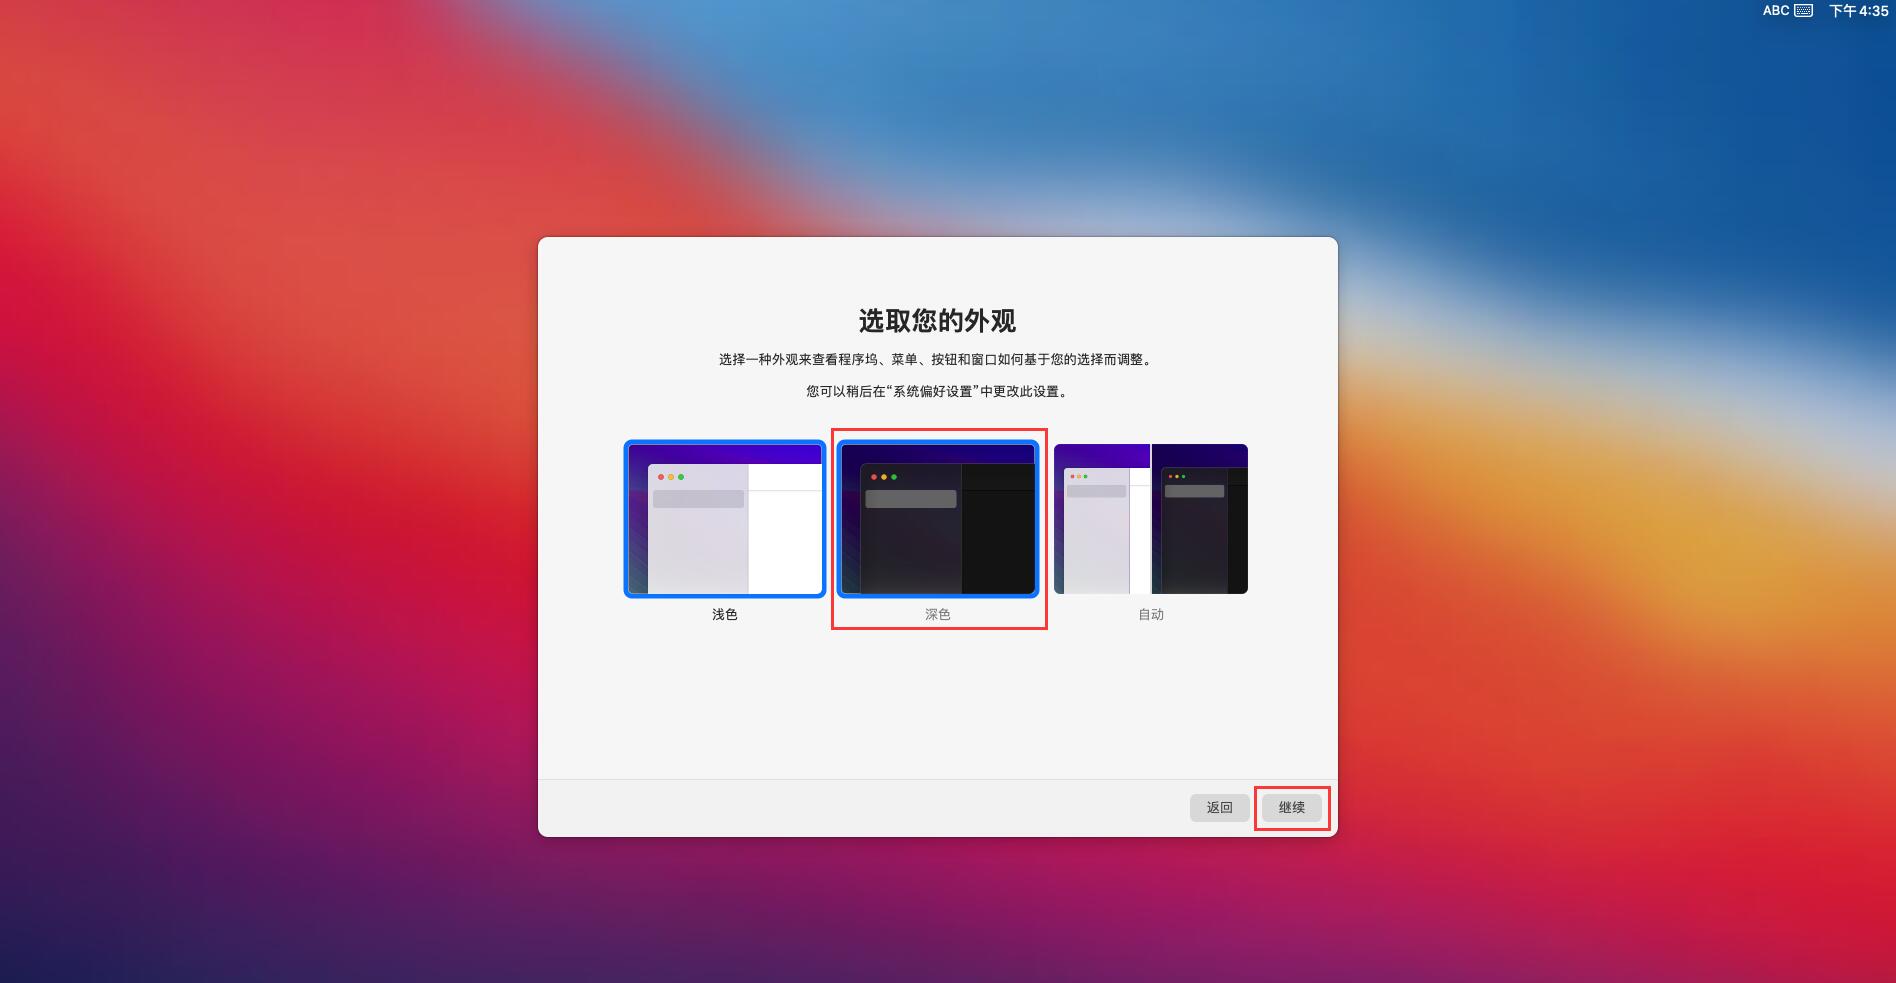 ABC 下午4:35
选取您的外观
选择一种外观来查看程序坞、菜单、按钮和窗口如何基于您的选择而调整。
您可以稍后在“系统偏好设置”中更改此设置。
浅色 深色 自动
返回 继续